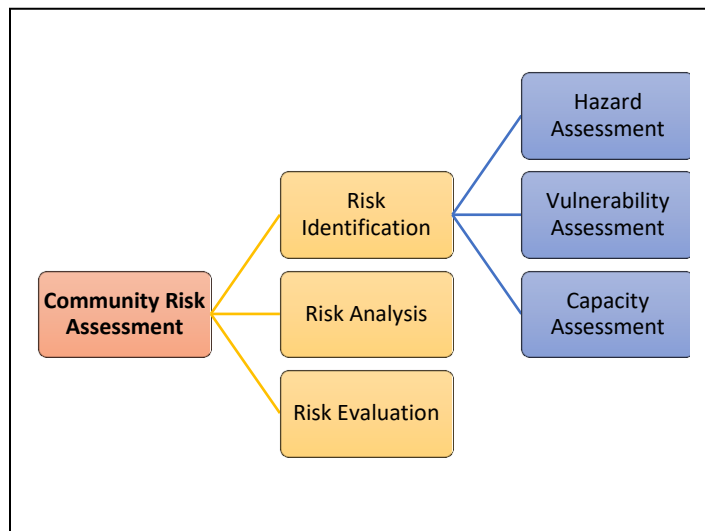 Community Risk
Assessment
Risk
Identification
Risk Analysis
Risk Evaluation
Hazard
Assessment
Vulnerability
Assessment
Capacity
Assessment